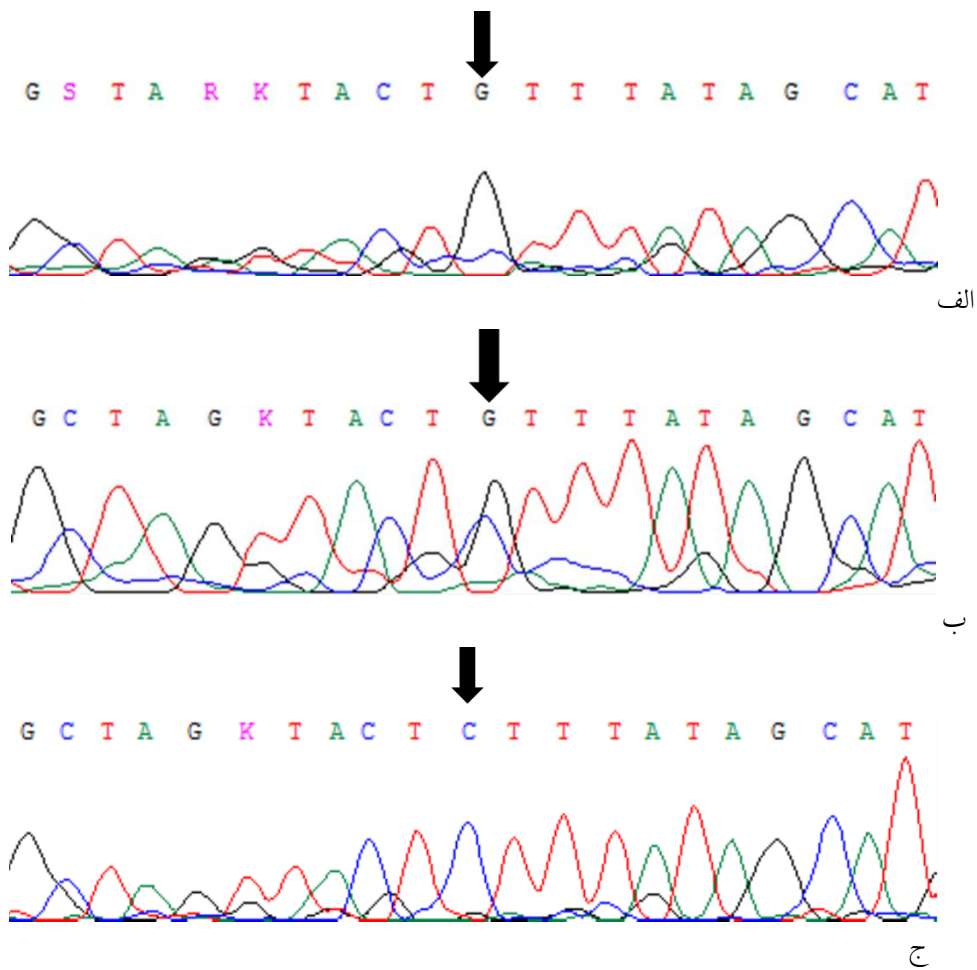 G S T A R K T A C T G T T T A T A G C A T
الف
G C T A G K T A C T G T T T A T A G C A T
ب
G C T A G K T A C T C T T T A T A G C A T
ج